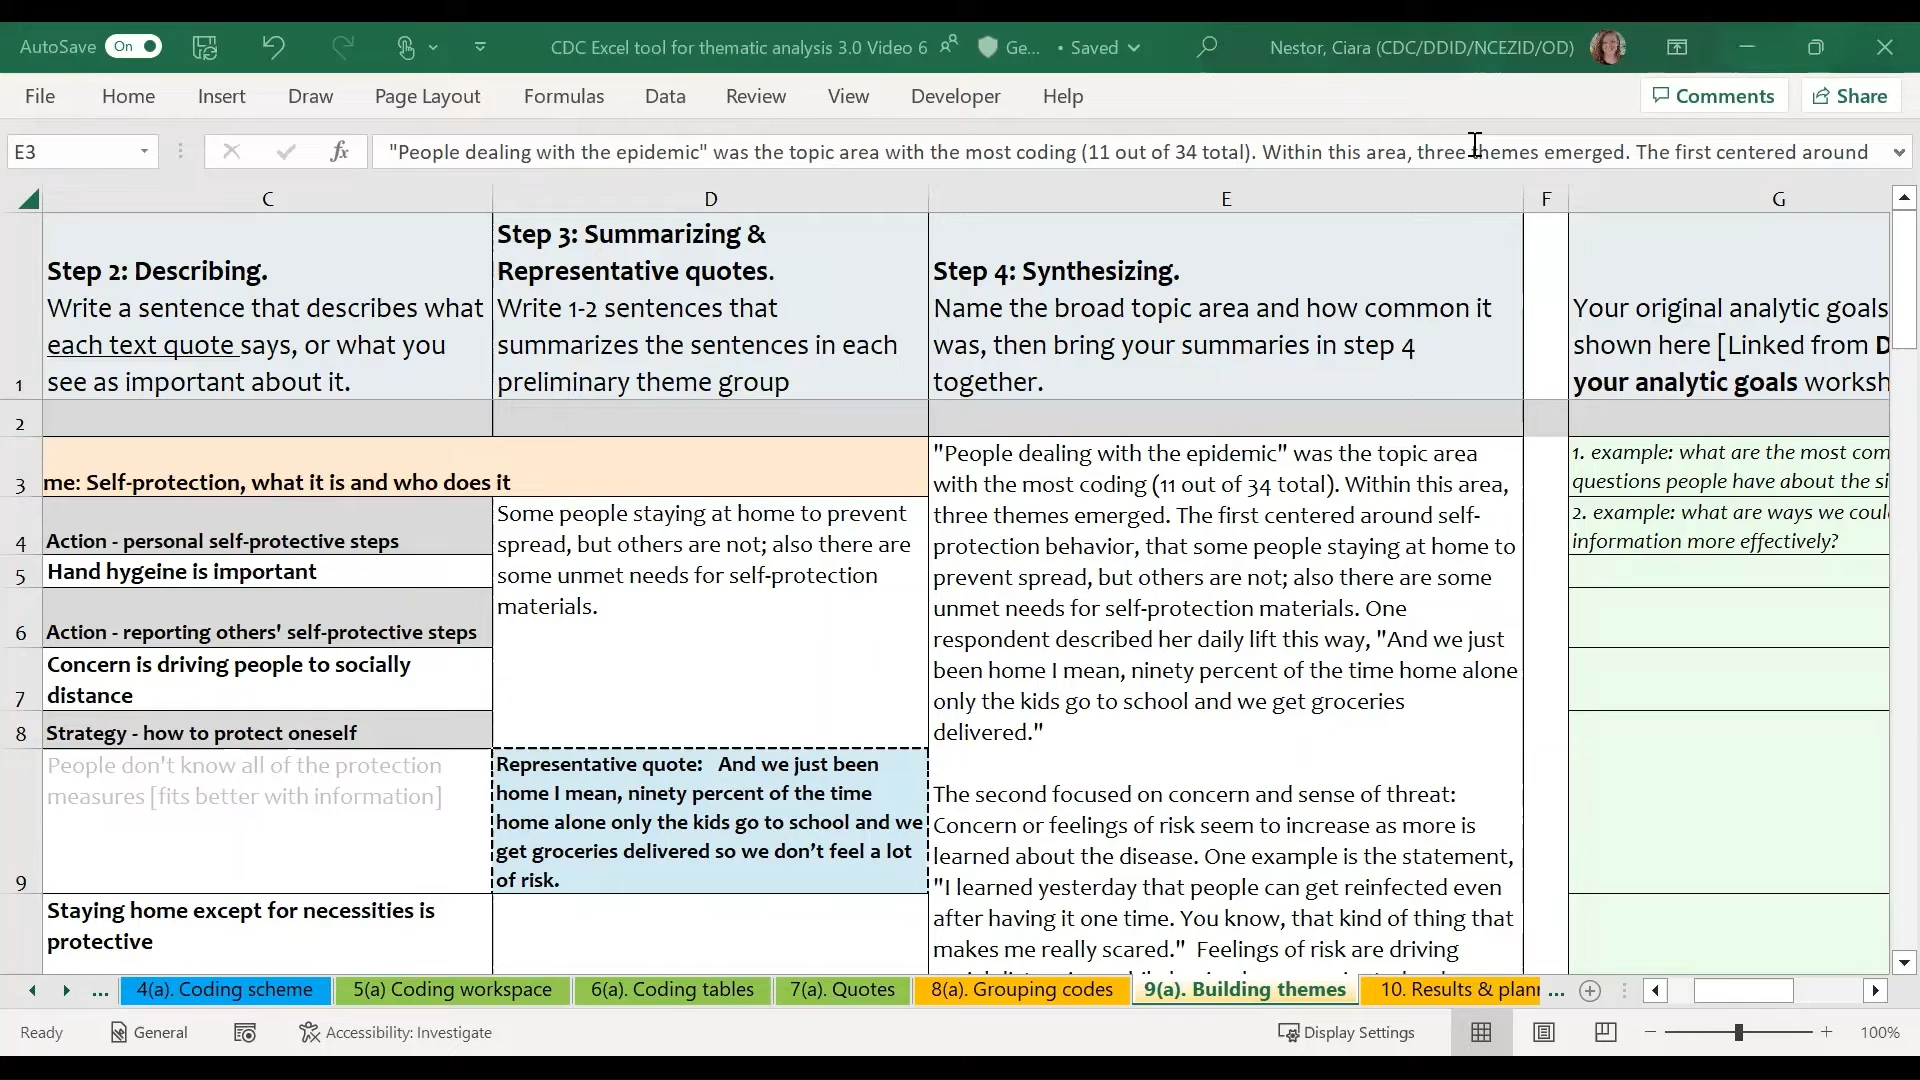 AutoSave On CDC Excel tool for thematic analysis 3.0 Video 6 Ge... • Saved Nestor, Ciara (CDC/DDID/NCEZID/OD)
File Home Insert Draw Page Layout Formulas Data Review View Developer Help Comments Share
E3 fx "People dealing with the epidemic" was the topic area with the most coding (11 out of 34 total). Within this area, three themes emerged. The first centered around
C D E F G
Step 2: Describing.
Write a sentence that describes what
each text quote says, or what you
see as important about it.
Step 3: Summarizing &
Representative quotes.
Write 1-2 sentences that
summarizes the sentences in each
preliminary theme group
Step 4: Synthesizing.
Name the broad topic area and how common it
was, then bring your summaries in step 4
together.
Your original analytic goals
shown here [Linked from D
your analytic goals worksh
1
2
3
me: Self-protection, what it is and who does it
4
Action - personal self-protective steps
5
Hand hygeine is important
6
Action - reporting others' self-protective steps
7
Concern is driving people to socially
distance
8
Strategy - how to protect oneself
9
People don't know all of the protection
measures [fits better with information]
Staying home except for necessities is
protective
Some people staying at home to prevent
spread, but others are not; also there are
some unmet needs for self-protection
materials.
Representative quote: And we just been
home I mean, ninety percent of the time
home alone only the kids go to school and we
get groceries delivered so we don't feel a lot
of risk.
"People dealing with the epidemic" was the topic area
with the most coding (11 out of 34 total). Within this area,
three themes emerged. The first centered around self-
protection behavior, that some people staying at home to
prevent spread, but others are not; also there are some
unmet needs for self-protection materials. One
respondent described her daily lift this way, "And we just
been home I mean, ninety percent of the time home alone
only the kids go to school and we get groceries
delivered."
The second focused on concern and sense of threat:
Concern or feelings of risk seem to increase as more is
learned about the disease. One example is the statement,
"I learned yesterday that people can get reinfected even
after having it one time. You know, that kind of thing that
makes me really scared." Feelings of risk are driving
1. example: what are the most com
questions people have about the si
2. example: what are ways we coul
information more effectively?
... 4(a). Coding scheme 5(a) Coding workspace 6(a). Coding tables 7(a). Quotes 8(a). Grouping codes 9(a). Building themes 10. Results & plann ...
Ready General Accessibility: Investigate Display Settings 100%